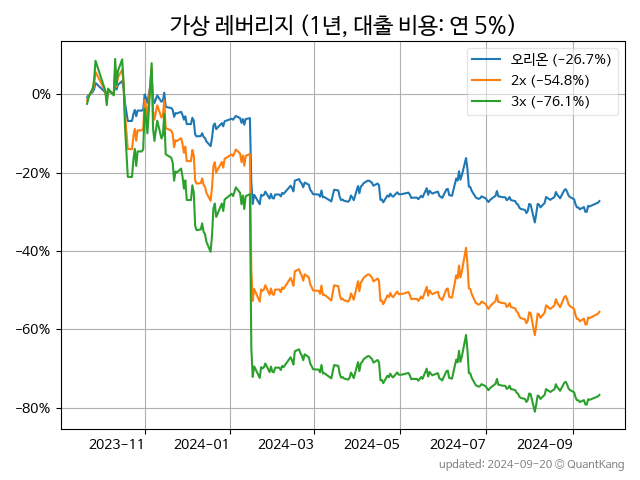 가상 레버리지 (1년, 대출 비용: 연 5%)
오리온 (−26.7%)
2x (−54.8%)
3x (−76.1%)
0%
−20%
−40%
−60%
−80%
2023−11 2024−01 2024−03 2024−05 2024−07 2024−09
updated: 2024-09-20 © QuantKang